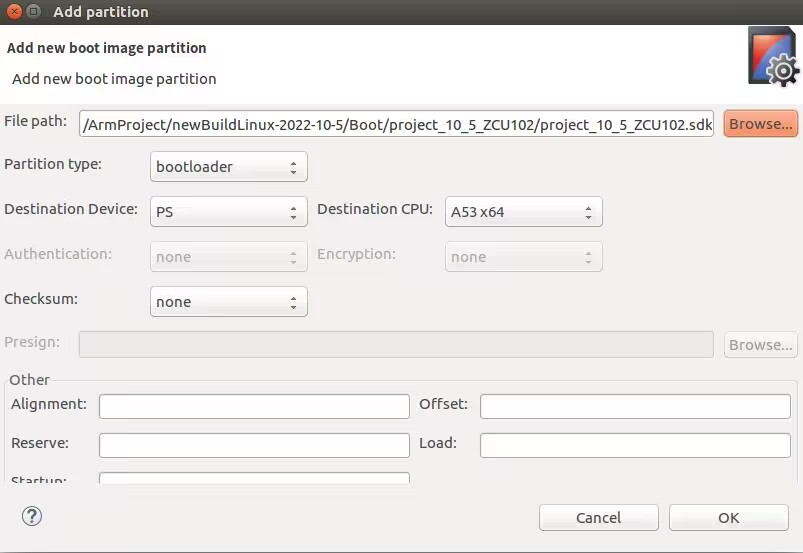 Add partition
Add new boot image partition
Add new boot image partition
File path: /ArmProject/newBuildLinux-2022-10-5/Boot/project_10_5_ZCU102/project_10_5_ZCU102.sdk Browse...
Partition type: bootloader
Destination Device: PS Destination CPU: A53 x64
Authentication: none Encryption: none
Checksum: none
Presign: Browse...
Other
Alignment: Offset:
Reserve: Load:
Startup:
? Cancel OK